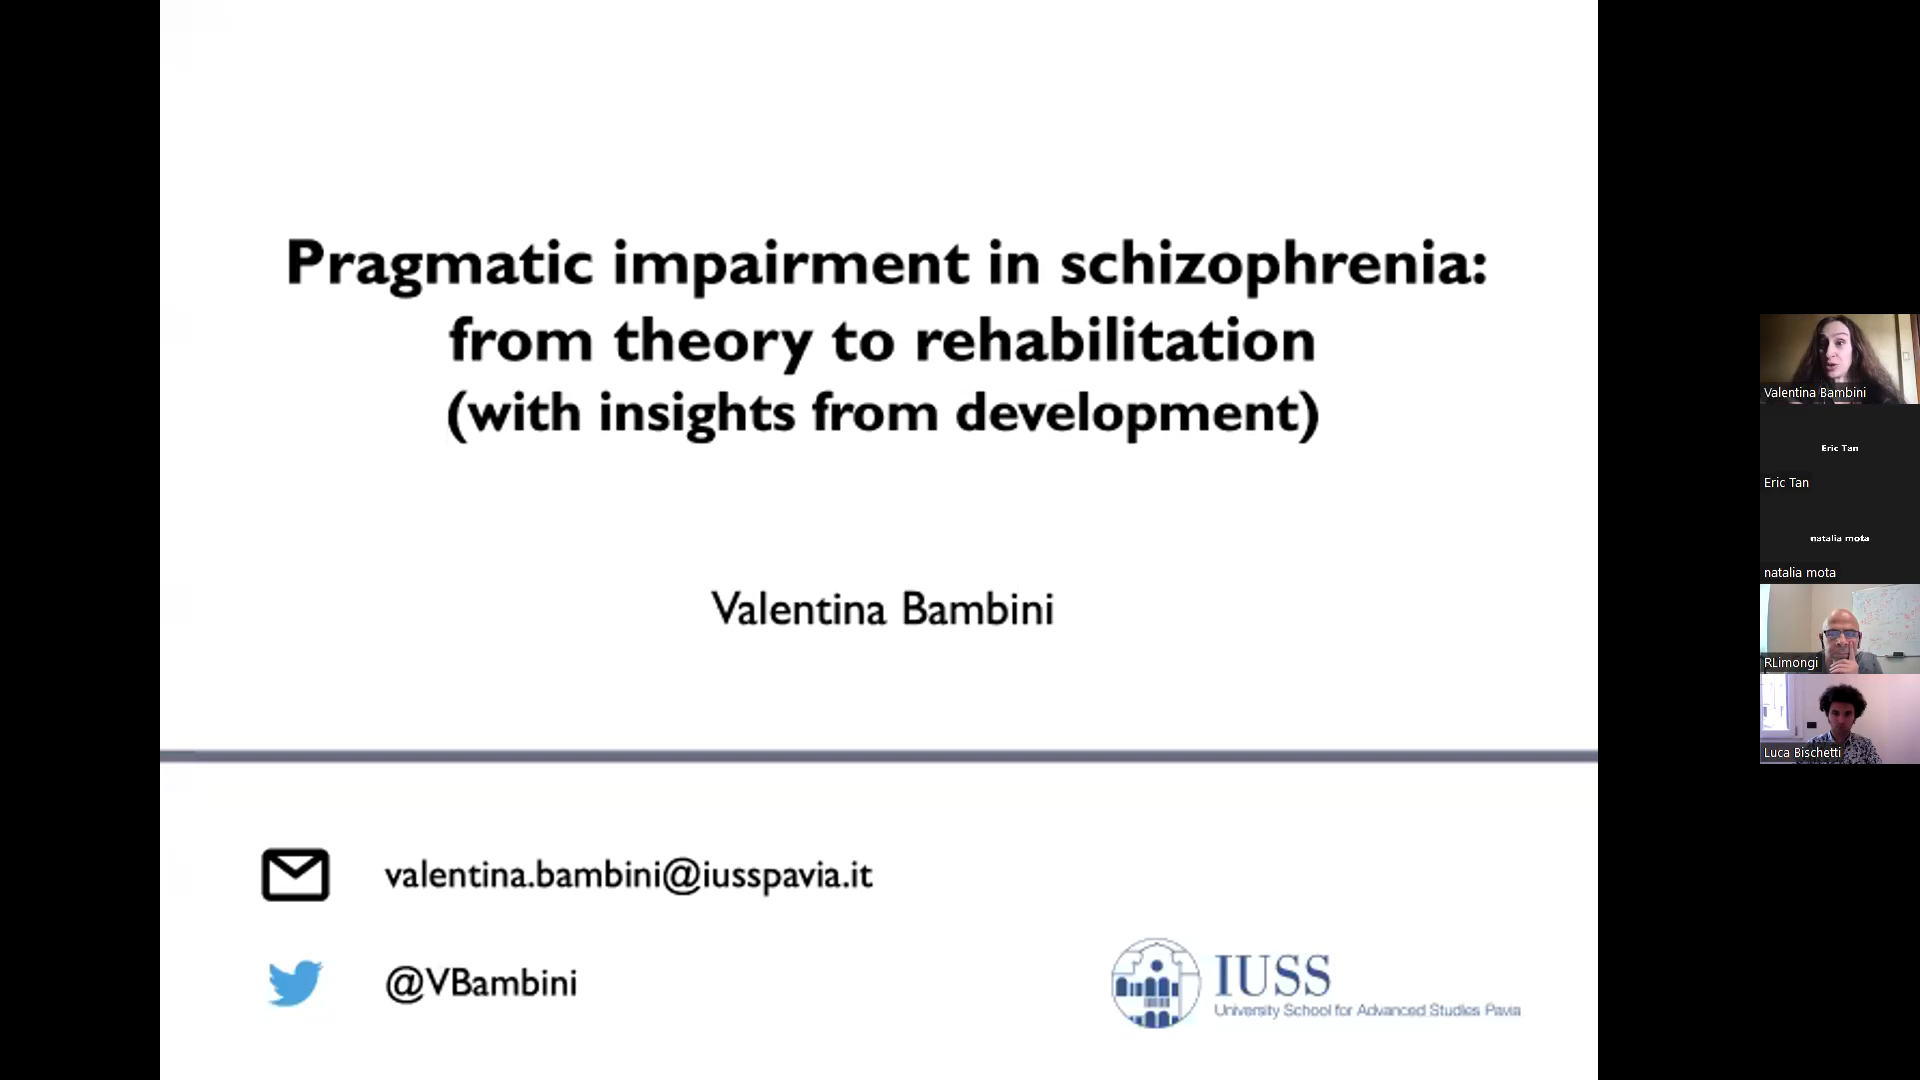 Pragmatic impairment in schizophrenia:
from theory to rehabilitation
(with insights from development)
Valentina Bambini
valentina.bambini@iusspavia.it
@VBambini
IUSS
University School for Advanced Studies Pavia
Valentina Bambini
Eric Tan
Eric Tan
natalia mota
natalia mota
RLimongi
Luca Bischetti